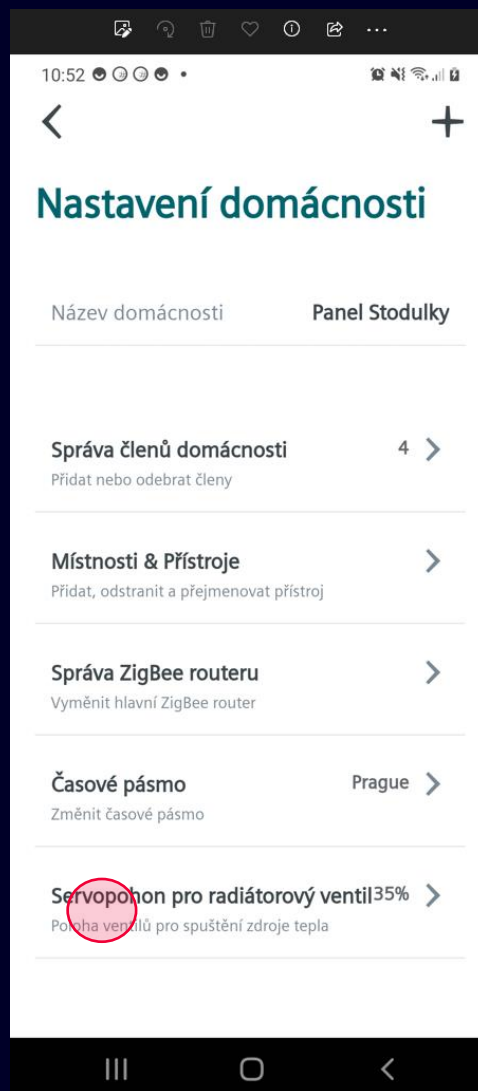 10:52
Nastavení domácnosti
Název domácnosti Panel Stodulky
Správa členů domácnosti 4
Přidat nebo odebrat členy
Místnosti & Přístroje
Přidat, odstranit a přejmenovat přístroj
Správa ZigBee routeru
Vyměnit hlavní ZigBee router
Časové pásmo Prague
Změnit časové pásmo
Servopohon pro radiátorový ventil 35%
Poloha ventilů pro spuštění zdroje tepla